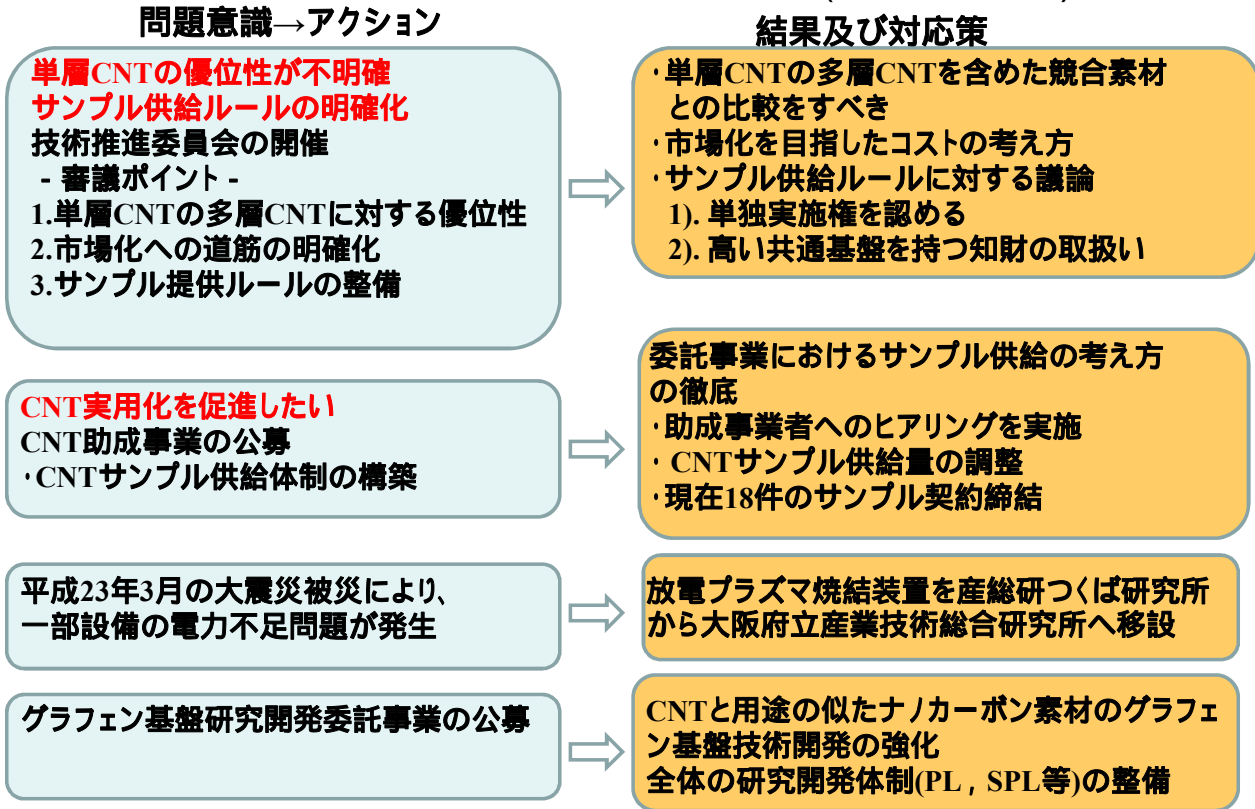 問題意識→アクション
単層CNTの優位性が不明確
サンプル供給ルールの明確化
技術推進委員会の開催
- 審議ポイント -
1.単層CNTの多層CNTに対する優位性
2.市場化への道筋の明確化
3.サンプル提供ルールの整備
結果及び対応策
・単層CNTの多層CNTを含めた競合素材
との比較をすべき
・市場化を目指したコストの考え方
・サンプル供給ルールに対する議論
1). 単独実施権を認める
2). 高い共通基盤を持つ知財の取扱い
CNT実用化を促進したい
CNT助成事業の公募
・CNTサンプル供給体制の構築
委託事業におけるサンプル供給の考え方
の徹底
・助成事業者へのヒアリングを実施
・ CNTサンプル供給量の調整
・現在18件のサンプル契約締結
平成23年3月の大震災被災により、
一部設備の電力不足問題が発生
放電プラズマ焼結装置を産総研つくば研究所
から大阪府立産業技術総合研究所へ移設
グラフェン基盤研究開発委託事業の公募
CNTと用途の似たナノカーボン素材のグラフェ
ン基盤技術開発の強化
全体の研究開発体制(PL , SPL等)の整備